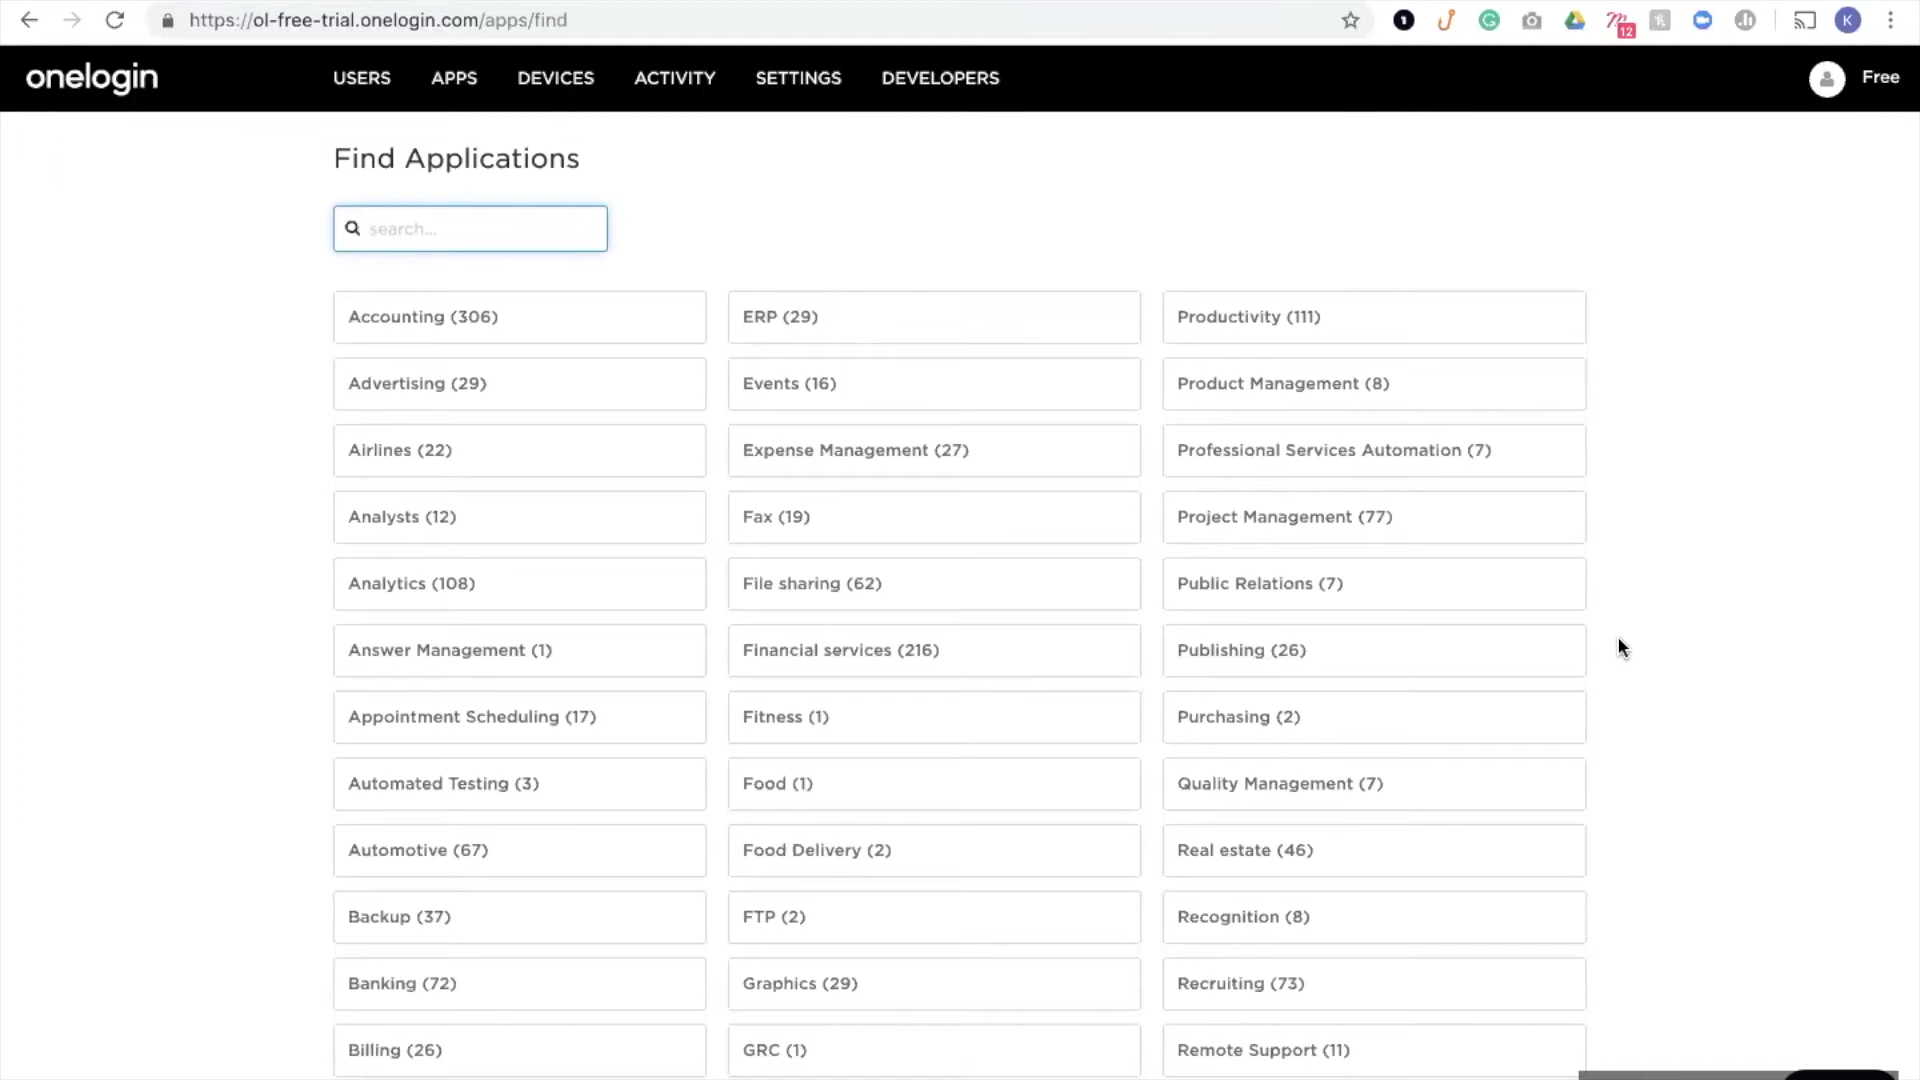 https://ol-free-trial.onelogin.com/apps/find
12
K
onelogin
USERS
APPS
DEVICES
ACTIVITY
SETTINGS
DEVELOPERS
Free
Find Applications
search...
Accounting (306)
ERP (29)
Productivity (111)
Advertising (29)
Events (16)
Product Management (8)
Airlines (22)
Expense Management (27)
Professional Services Automation (7)
Analysts (12)
Fax (19)
Project Management (77)
Analytics (108)
File sharing (62)
Public Relations (7)
Answer Management (1)
Financial services (216)
Publishing (26)
Appointment Scheduling (17)
Fitness (1)
Purchasing (2)
Automated Testing (3)
Food (1)
Quality Management (7)
Automotive (67)
Food Delivery (2)
Real estate (46)
Backup (37)
FTP (2)
Recognition (8)
Banking (72)
Graphics (29)
Recruiting (73)
Billing (26)
GRC (1)
Remote Support (11)